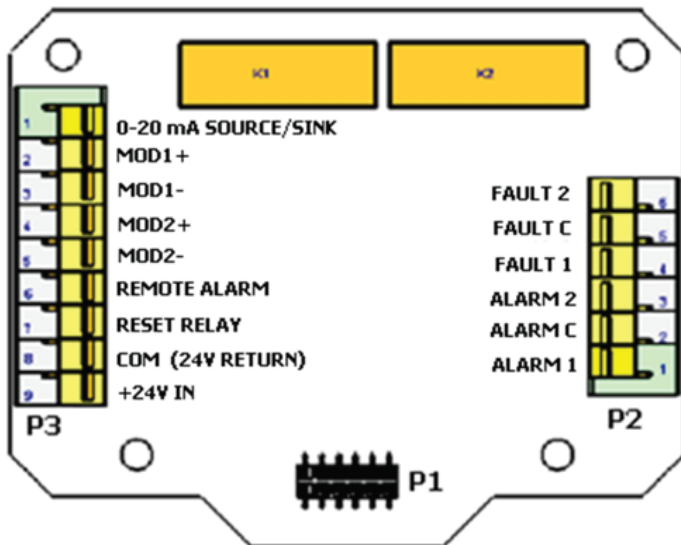 K1
K2
1 0-20 mA SOURCE/SINK
2 MOD1+
3 MOD1-
4 MOD2+
5 MOD2-
6 REMOTE ALARM
7 RESET RELAY
8 COM (24V RETURN)
9 +24V IN
P3
FAULT 2 6
FAULT C 5
FAULT 1 4
ALARM 2 3
ALARM C 2
ALARM 1 1
P2
P1